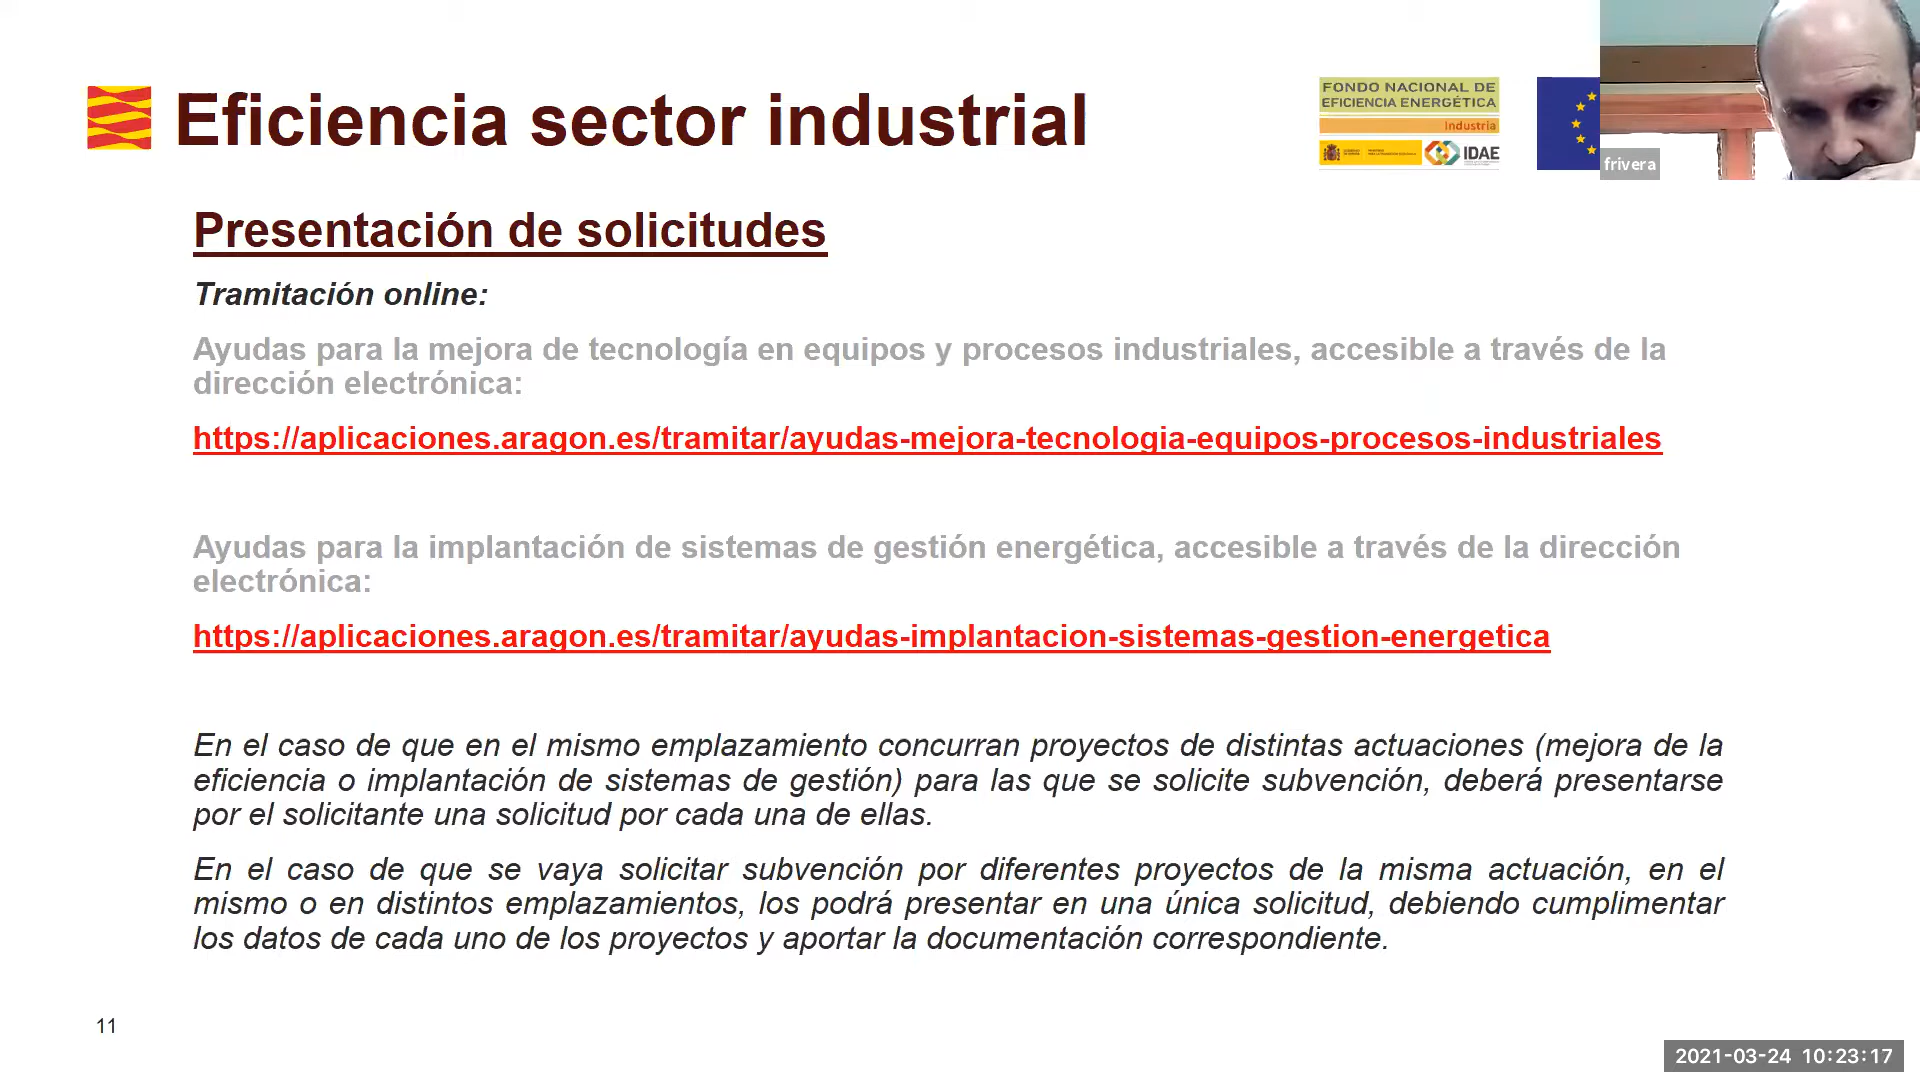 Eficiencia sector industrial
FONDO NACIONAL DE
EFICIENCIA ENERGÉTICA
Industria
IDAE
frivera
Presentación de solicitudes
Tramitación online:
Ayudas para la mejora de tecnología en equipos y procesos industriales, accesible a través de la
dirección electrónica:
https://aplicaciones.aragon.es/tramitar/ayudas-mejora-tecnologia-equipos-procesos-industriales
Ayudas para la implantación de sistemas de gestión energética, accesible a través de la dirección
electrónica:
https://aplicaciones.aragon.es/tramitar/ayudas-implantacion-sistemas-gestion-energetica
En el caso de que en el mismo emplazamiento concurran proyectos de distintas actuaciones (mejora de la
eficiencia o implantación de sistemas de gestión) para las que se solicite subvención, deberá presentarse
por el solicitante una solicitud por cada una de ellas.
En el caso de que se vaya solicitar subvención por diferentes proyectos de la misma actuación, en el
mismo o en distintos emplazamientos, los podrá presentar en una única solicitud, debiendo cumplimentar
los datos de cada uno de los proyectos y aportar la documentación correspondiente.
11
2021-03-24 10:23:17